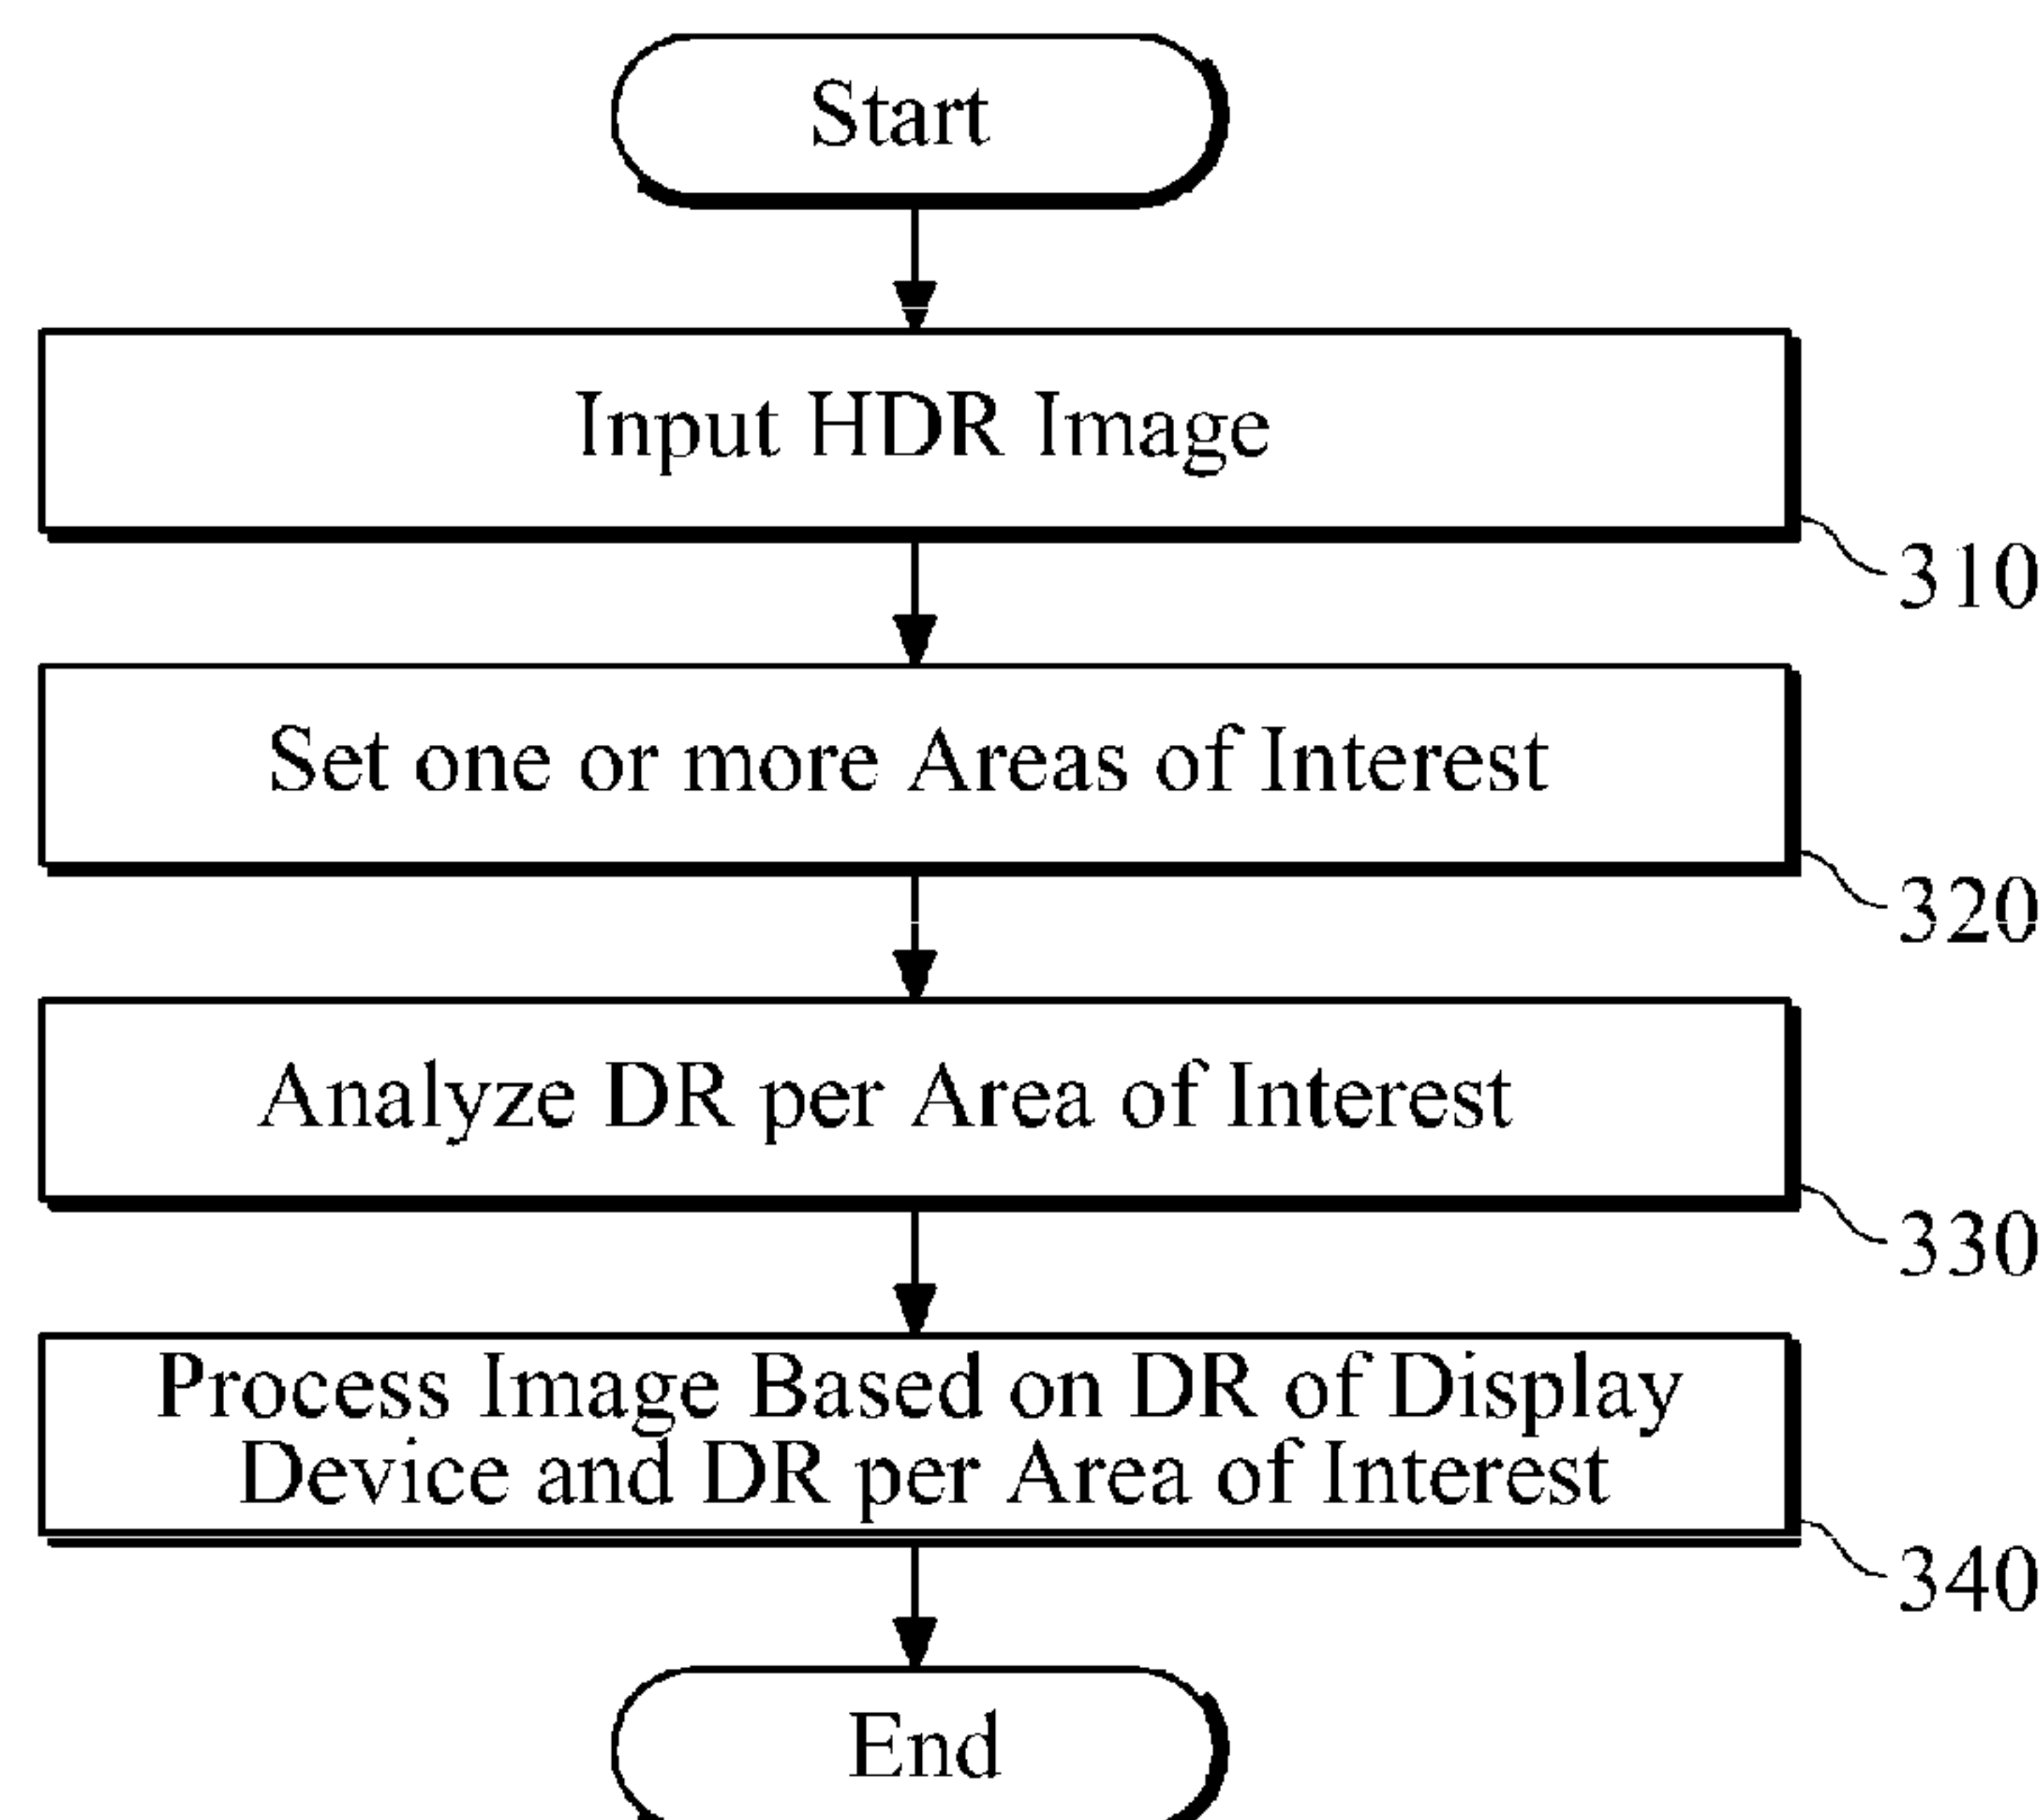 Start
Input HDR Image
310
Set one or more Areas of Interest
320
Analyze DR per Area of Interest
330
Process Image Based on DR of Display
Device and DR per Area of Interest
340
End